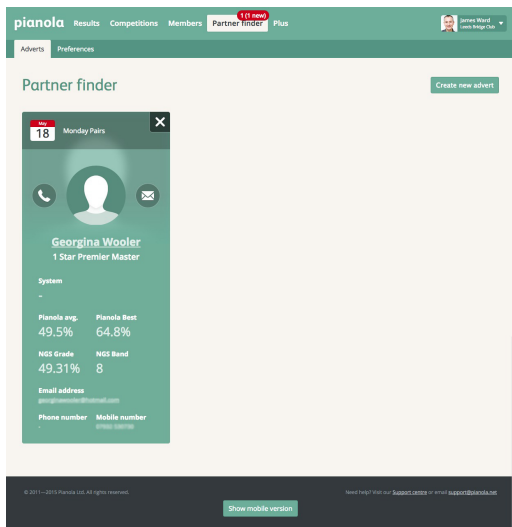 1 (1 new)
pianola Results Competitions Members Partner finder Plus
James Ward
Leeds Bridge Club
Adverts Preferences
Partner finder
Create new advert
May
18
Monday Pairs
Georgina Wooler
1 Star Premier Master
System
-
Pianola avg. Pianola Best
49.5% 64.8%
NGS Grade NGS Band
49.31% 8
Email address
Phone number Mobile number
-
© 2011—2015 Pianola Ltd. All rights reserved.
Need help? Visit our Support centre or email support@pianola.net
Show mobile version